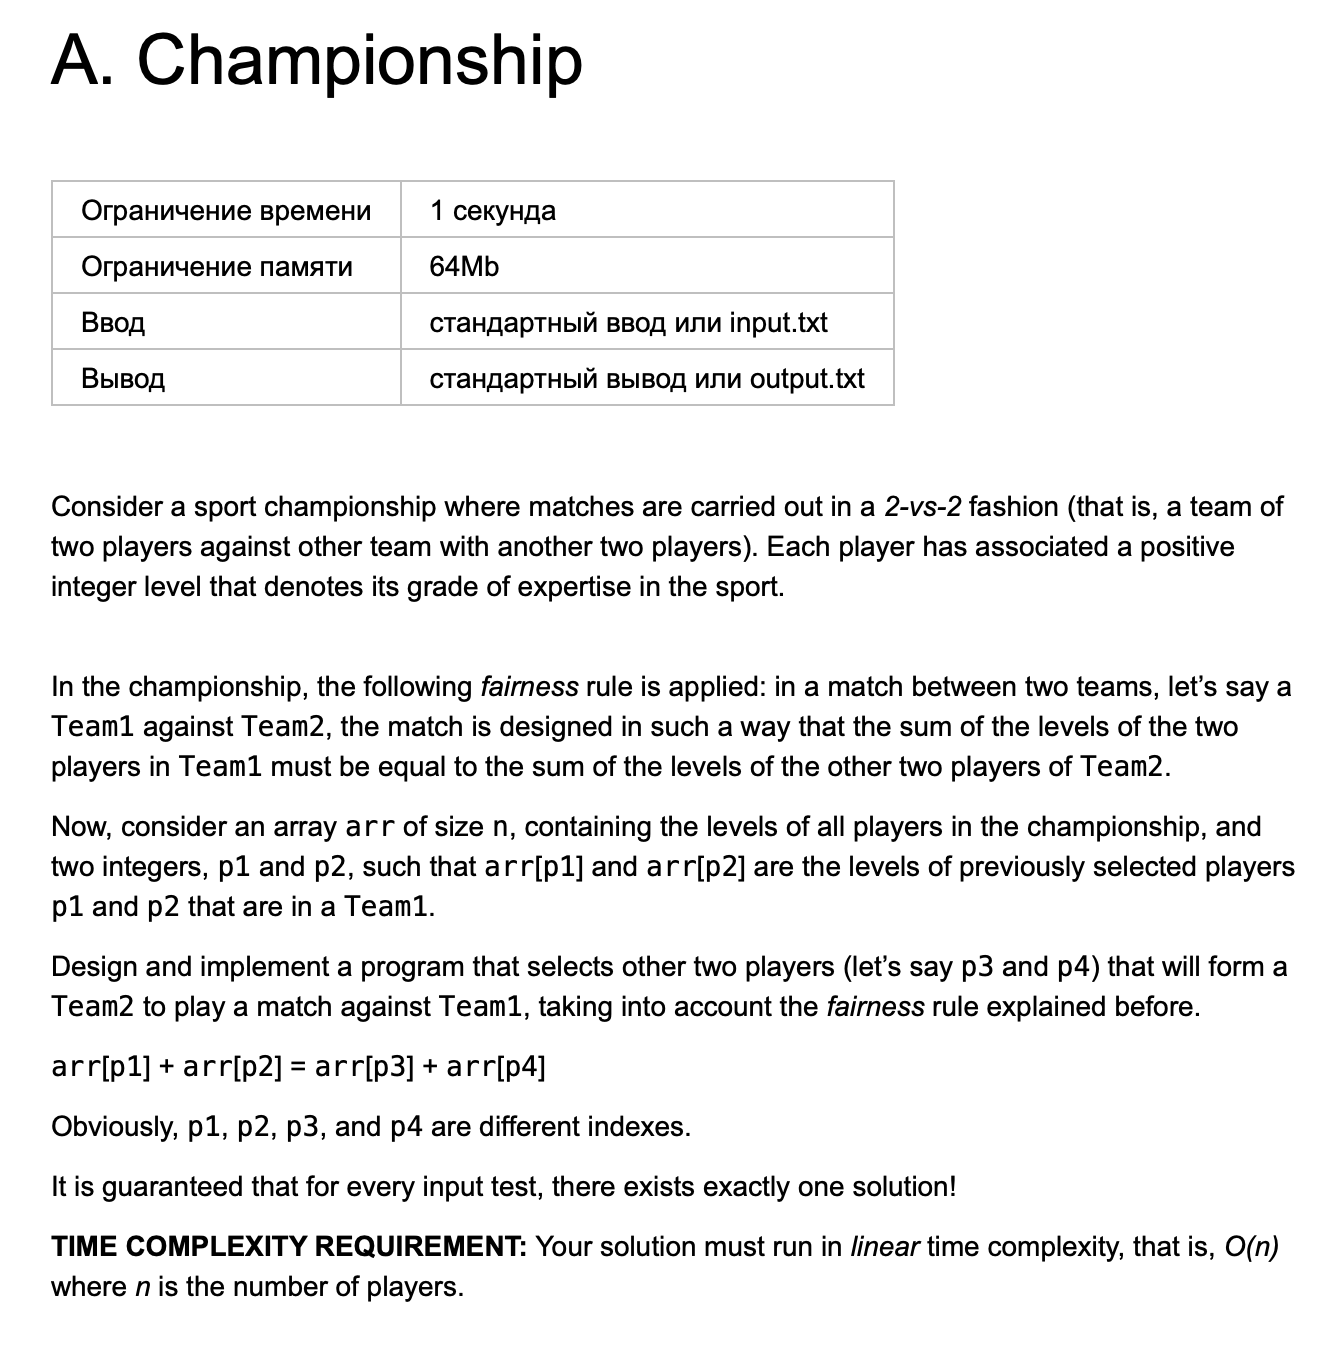 A. Championship
Ограничение времени 1 секунда
Ограничение памяти 64Mb
Ввод стандартный ввод или input.txt
Вывод стандартный вывод или output.txt
Consider a sport championship where matches are carried out in a 2-vs-2 fashion (that is, a team of
two players against other team with another two players). Each player has associated a positive
integer level that denotes its grade of expertise in the sport.
In the championship, the following fairness rule is applied: in a match between two teams, let’s say a
Team1 against Team2, the match is designed in such a way that the sum of the levels of the two
players in Team1 must be equal to the sum of the levels of the other two players of Team2.
Now, consider an array arr of size n, containing the levels of all players in the championship, and
two integers, p1 and p2, such that arr[p1] and arr[p2] are the levels of previously selected players
p1 and p2 that are in a Team1.
Design and implement a program that selects other two players (let’s say p3 and p4) that will form a
Team2 to play a match against Team1, taking into account the fairness rule explained before.
arr[p1] + arr[p2] = arr[p3] + arr[p4]
Obviously, p1, p2, p3, and p4 are different indexes.
It is guaranteed that for every input test, there exists exactly one solution!
TIME COMPLEXITY REQUIREMENT: Your solution must run in linear time complexity, that is, O(n)
where n is the number of players.